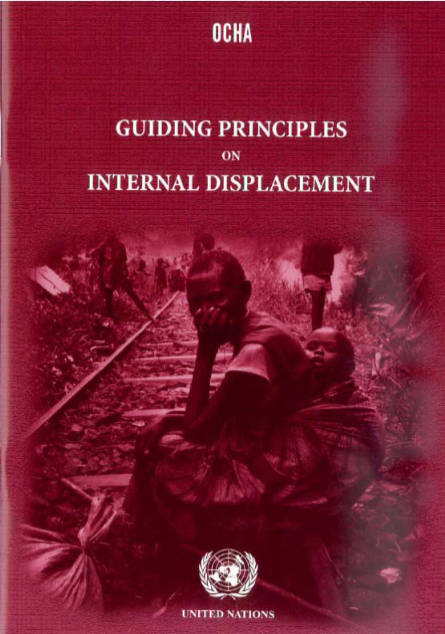 OCHA
GUIDING PRINCIPLES
ON
INTERNAL DISPLACEMENT
UNITED NATIONS